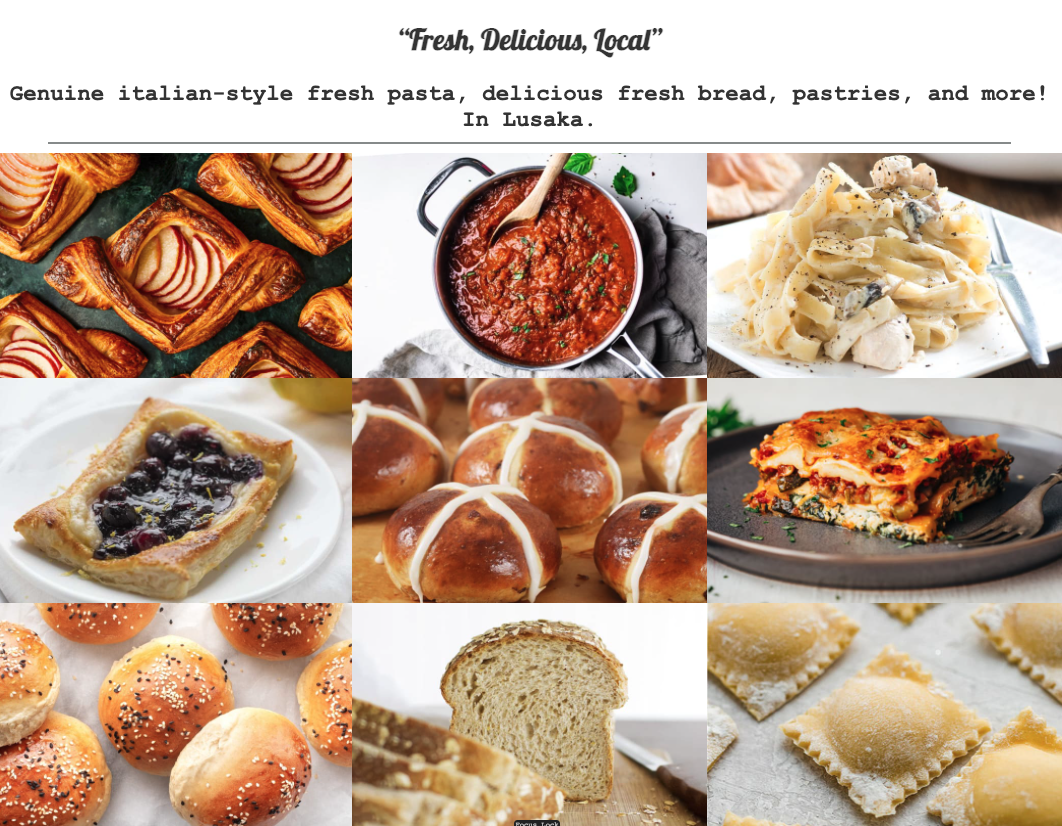 “Fresh, Delicious, Local”
Genuine italian-style fresh pasta, delicious fresh bread, pastries, and more!
In Lusaka.
Focus Lock